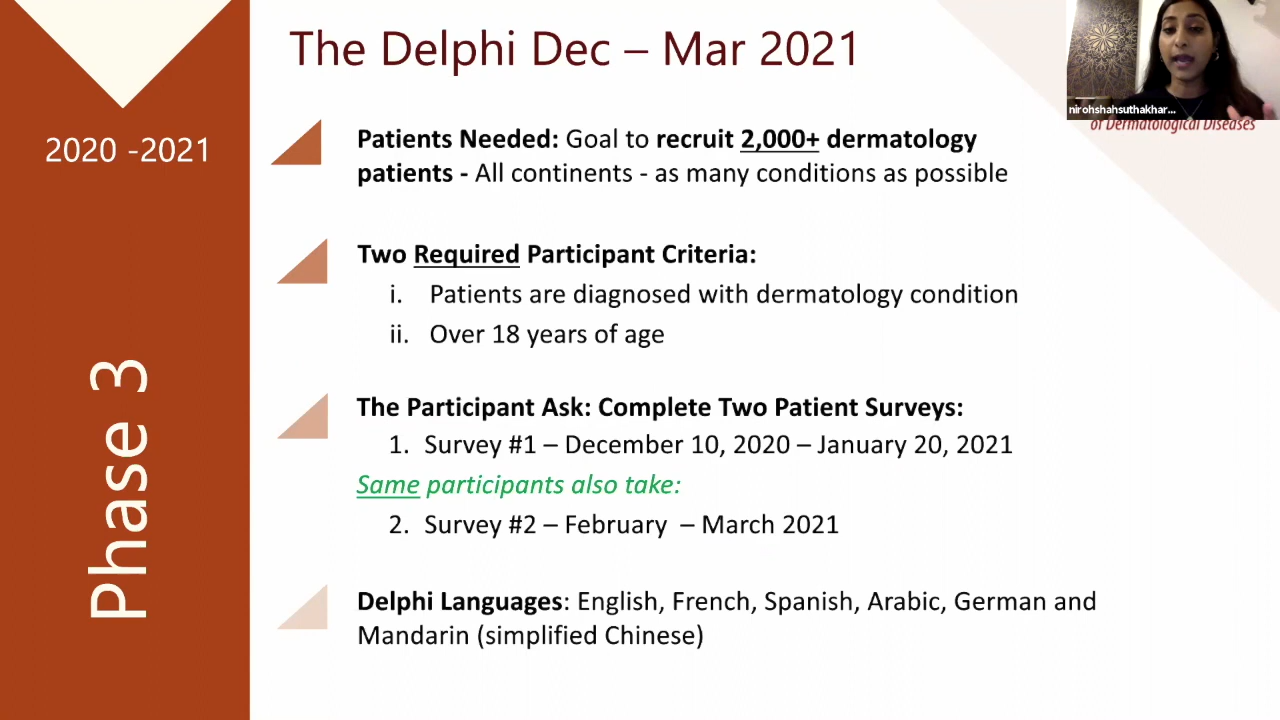 The Delphi Dec – Mar 2021
nirohshahsuthakhar...
of Dermatological Diseases
2020 -2021
Phase 3
Patients Needed: Goal to recruit 2,000+ dermatology
patients - All continents - as many conditions as possible
Two Required Participant Criteria:
i. Patients are diagnosed with dermatology condition
ii. Over 18 years of age
The Participant Ask: Complete Two Patient Surveys:
1. Survey #1 – December 10, 2020 – January 20, 2021
Same participants also take:
2. Survey #2 – February – March 2021
Delphi Languages: English, French, Spanish, Arabic, German and
Mandarin (simplified Chinese)